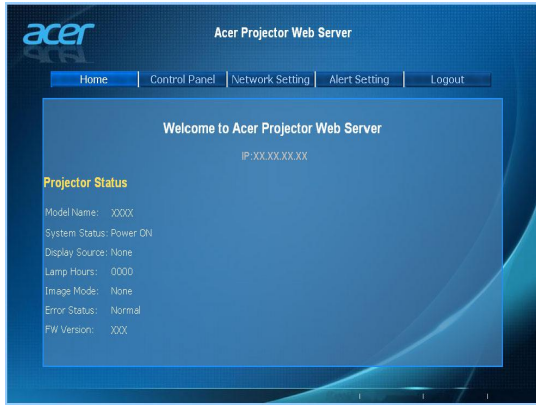 acer
Acer Projector Web Server
Home Control Panel Network Setting Alert Setting Logout
Welcome to Acer Projector Web Server
IP:XX.XX.XX.XX
Projector Status
Model Name: XXXX
System Status: Power ON
Display Source: None
Lamp Hours: 0000
Image Mode: None
Error Status: Normal
FW Version: XXX